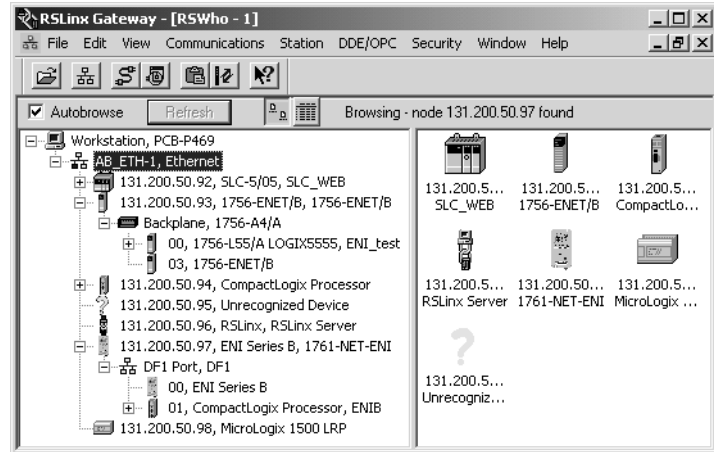 RSLinx Gateway - [RSWho - 1]
File Edit View Communications Station DDE/OPC Security Window Help
Autobrowse Refresh Browsing - node 131.200.50.97 found
Workstation, PCB-P469
AB_ETH-1, Ethernet
131.200.50.92, SLC-5/05, SLC_WEB
131.200.50.93, 1756-ENET/B, 1756-ENET/B
Backplane, 1756-A4/A
00, 1756-L55/A LOGIX5555, ENI_test
03, 1756-ENET/B
131.200.50.94, CompactLogix Processor
131.200.50.95, Unrecognized Device
131.200.50.96, RSLinx, RSLinx Server
131.200.50.97, ENI Series B, 1761-NET-ENI
DF1 Port, DF1
00, ENI Series B
01, CompactLogix Processor, ENIB
131.200.50.98, MicroLogix 1500 LRP
131.200.5... 131.200.5... 131.200.5...
SLC_WEB 1756-ENET/B CompactLo...
131.200.5... 131.200.50... 131.200.5...
RSLinx Server 1761-NET-ENI MicroLogix ...
131.200.5...
Unrecogniz...